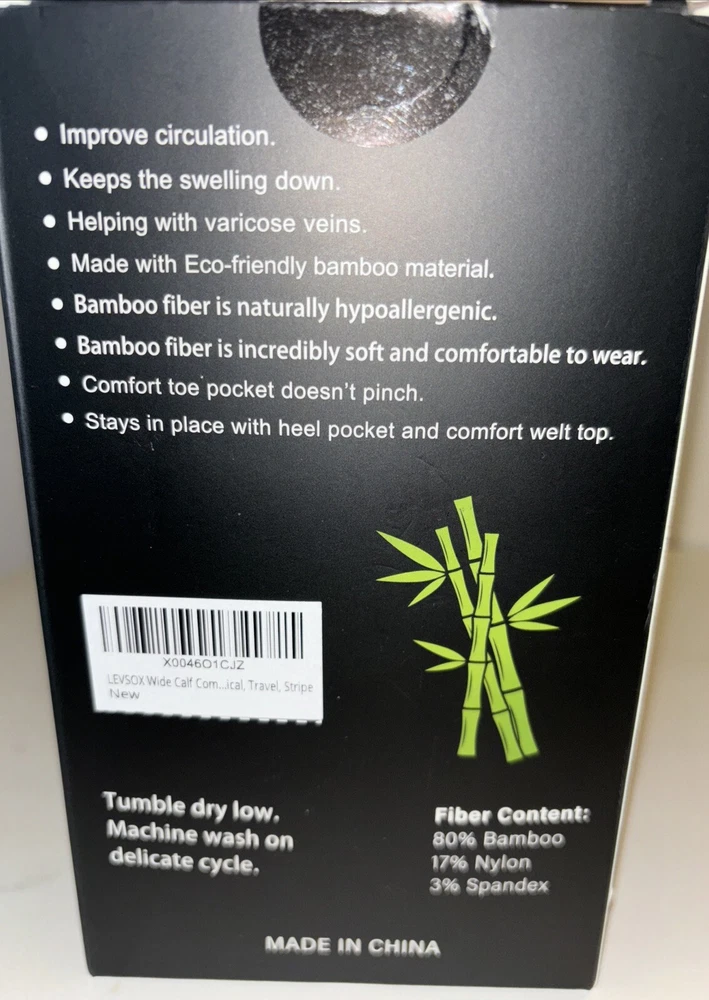 • Improve circulation.
• Keeps the swelling down.
• Helping with varicose veins.
• Made with Eco-friendly bamboo material.
• Bamboo fiber is naturally hypoallergenic.
• Bamboo fiber is incredibly soft and comfortable to wear.
• Comfort toe pocket doesn't pinch.
• Stays in place with heel pocket and comfort welt top.
X0046O1CJZ
LEVSOX Wide Calf Com...ical, Travel, Stripe
New
Tumble dry low.
Machine wash on
delicate cycle.
Fiber Content:
80% Bamboo
17% Nylon
3% Spandex
MADE IN CHINA